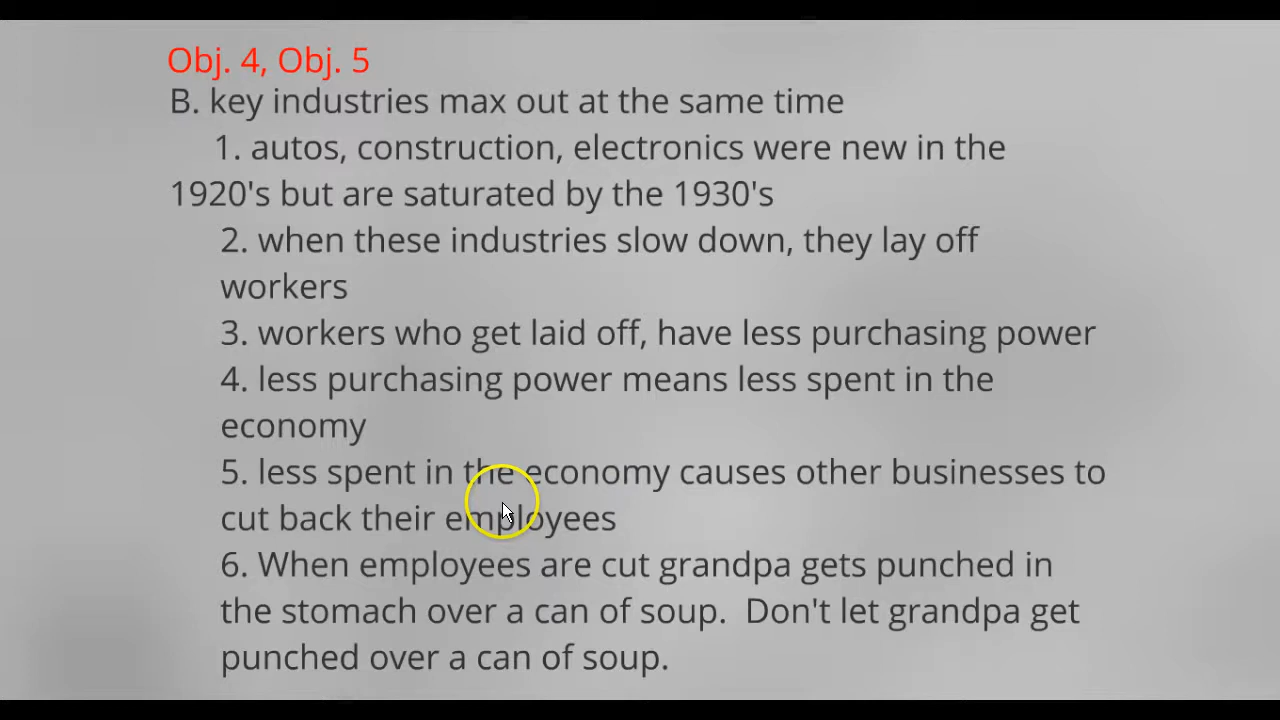 Obj. 4, Obj. 5
B. key industries max out at the same time
1. autos, construction, electronics were new in the
1920's but are saturated by the 1930's
2. when these industries slow down, they lay off
workers
3. workers who get laid off, have less purchasing power
4. less purchasing power means less spent in the
economy
5. less spent in the economy causes other businesses to
cut back their employees
6. When employees are cut grandpa gets punched in
the stomach over a can of soup.  Don't let grandpa get
punched over a can of soup.